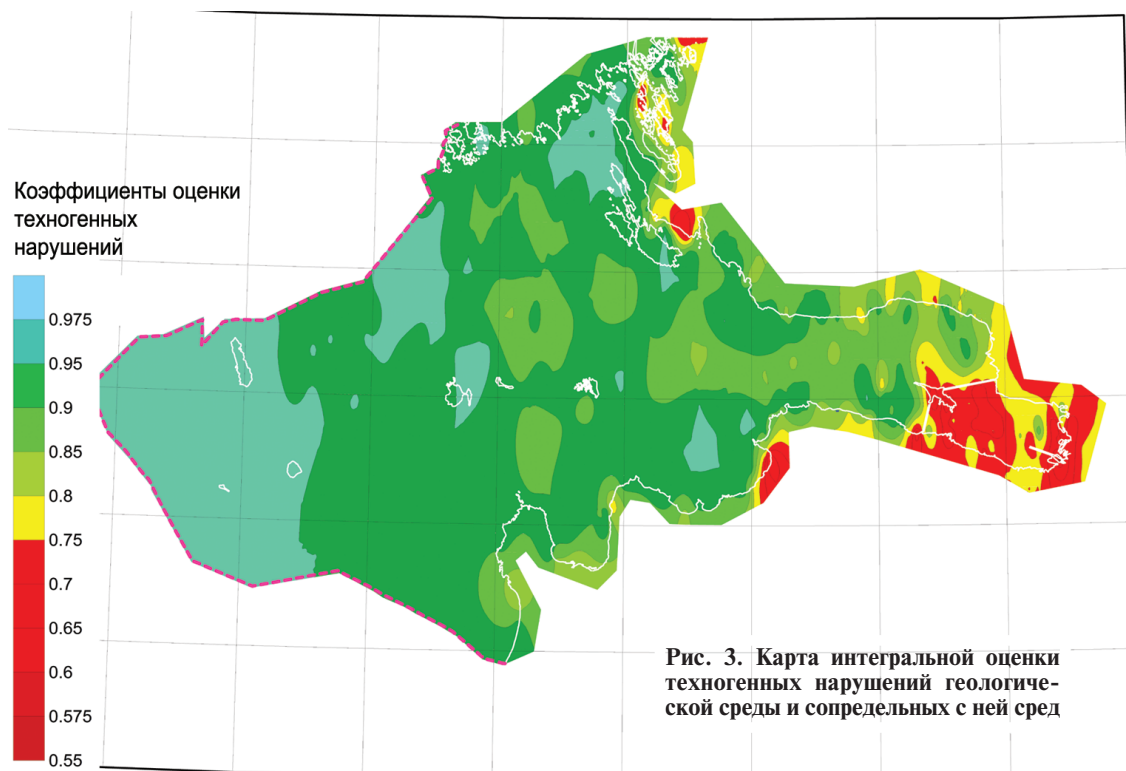 Коэффициенты оценки
техногенных
нарушений
0.975
0.95
0.9
0.85
0.8
0.75
0.7
0.65
0.6
0.575
0.55
Рис. 3. Карта интегральной оценки
техногенных нарушений геологиче-
ской среды и сопредельных с ней сред